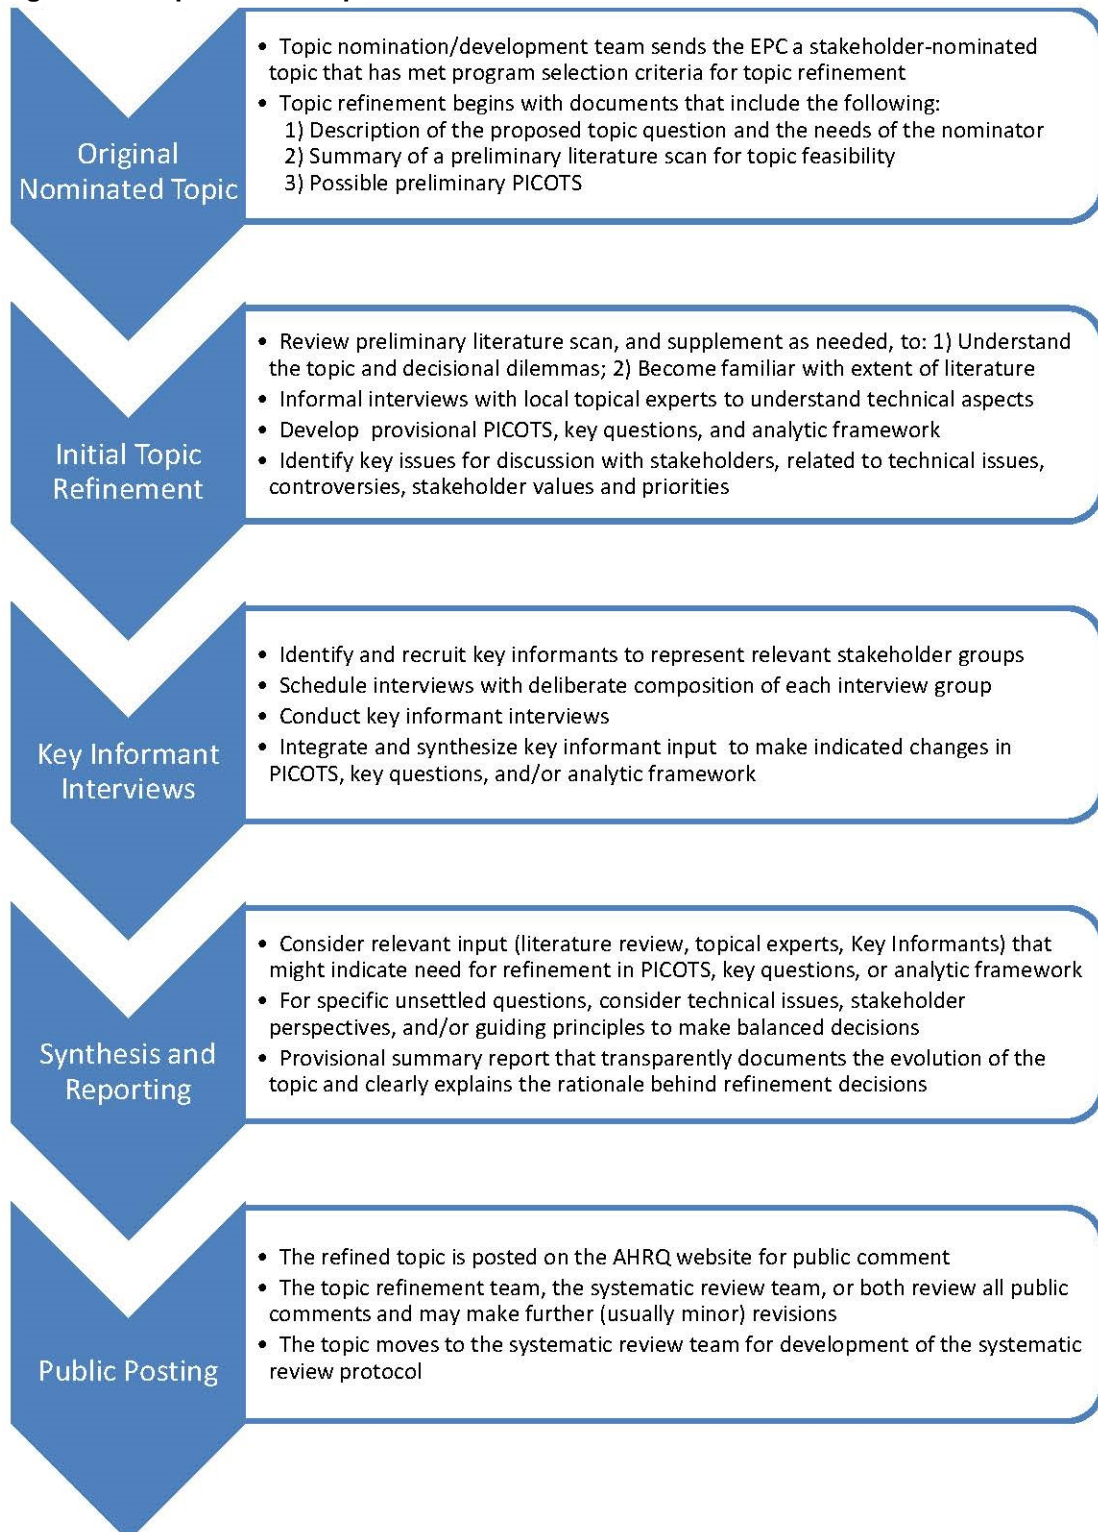 Original
Nominated Topic
• Topic nomination/development team sends the EPC a stakeholder-nominated
topic that has met program selection criteria for topic refinement
• Topic refinement begins with documents that include the following:
1) Description of the proposed topic question and the needs of the nominator
2) Summary of a preliminary literature scan for topic feasibility
3) Possible preliminary PICOTS
Initial Topic
Refinement
• Review preliminary literature scan, and supplement as needed, to: 1) Understand
the topic and decisional dilemmas; 2) Become familiar with extent of literature
• Informal interviews with local topical experts to understand technical aspects
• Develop provisional PICOTS, key questions, and analytic framework
• Identify key issues for discussion with stakeholders, related to technical issues,
controversies, stakeholder values and priorities
Key Informant
Interviews
• Identify and recruit key informants to represent relevant stakeholder groups
• Schedule interviews with deliberate composition of each interview group
• Conduct key informant interviews
• Integrate and synthesize key informant input to make indicated changes in
PICOTS, key questions, and/or analytic framework
Synthesis and
Reporting
• Consider relevant input (literature review, topical experts, Key Informants) that
might indicate need for refinement in PICOTS, key questions, or analytic framework
• For specific unsettled questions, consider technical issues, stakeholder
perspectives, and/or guiding principles to make balanced decisions
• Provisional summary report that transparently documents the evolution of the
topic and clearly explains the rationale behind refinement decisions
Public Posting
• The refined topic is posted on the AHRQ website for public comment
• The topic refinement team, the systematic review team, or both review all public
comments and may make further (usually minor) revisions
• The topic moves to the systematic review team for development of the systematic
review protocol